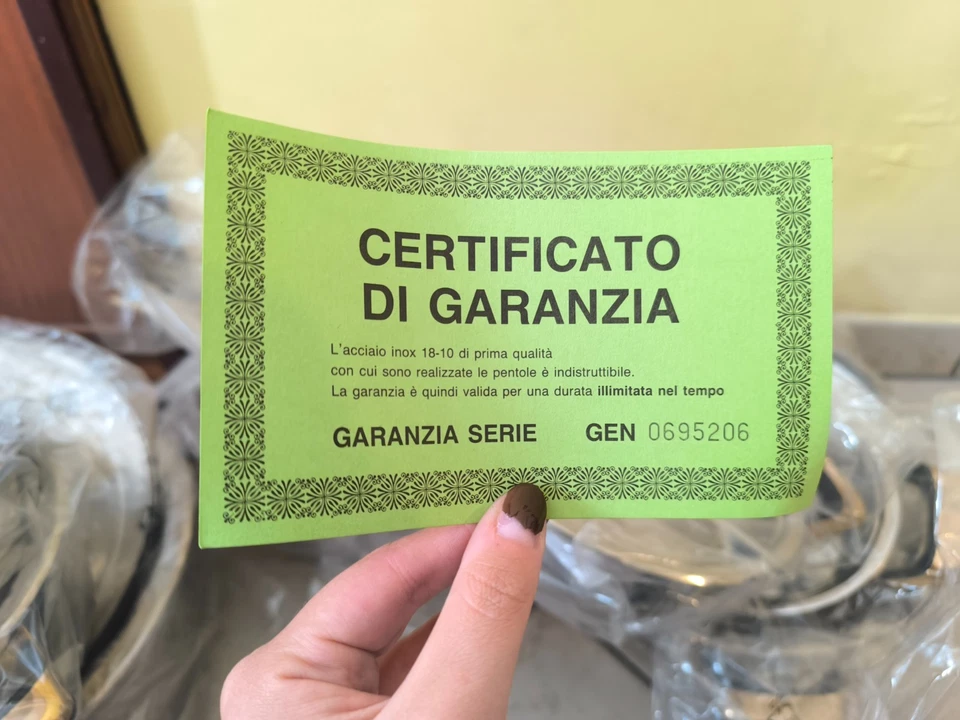 CERTIFICATO
DI GARANZIA
L'acciaio inox 18-10 di prima qualità
con cui sono realizzate le pentole è indistruttibile.
La garanzia è quindi valida per una durata illimitata nel tempo
GARANZIA SERIE GEN 0695206